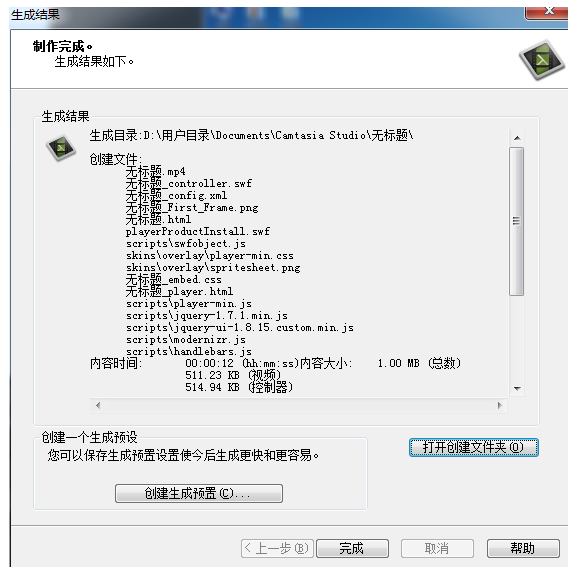 生成结果
制作完成。
生成结果如下。
生成结果
生成目录:D:\用户目录\Documents\Camtasia Studio\无标题\
创建文件:
无标题.mp4
无标题_controller.swf
无标题_config.xml
无标题_First_Frame.png
无标题.html
playerProductInstall.swf
scripts\swfobject.js
skins\overlay\player-min.css
skins\overlay\spritesheet.png
无标题_embed.css
无标题_player.html
scripts\player-min.js
scripts\jquery-1.7.1.min.js
scripts\jquery-ui-1.8.15.custom.min.js
scripts\modernizr.js
scripts\handlebars.js
内容时间: 00:00:12 (hh:mm:ss)内容大小: 1.00 MB (总数)
511.23 KB (视频)
514.94 KB (控制器)
创建一个生成预设
您可以保存生成预置设置使今后生成更快和更容易。
打开创建文件夹(O)
创建生成预置(C)...
<上一步(B) 完成 取消 帮助